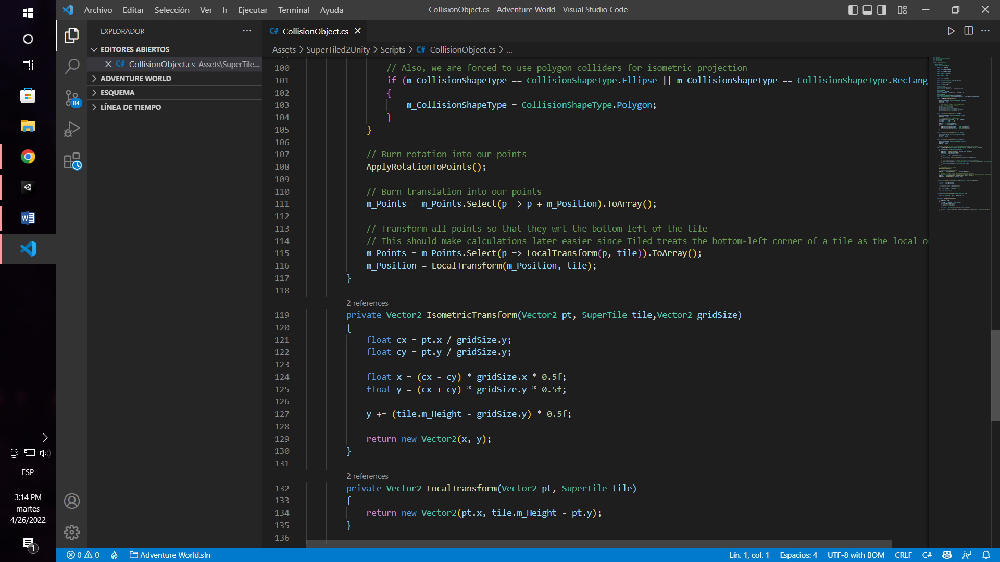 Archivo Editar Selección Ver Ir Ejecutar Terminal Ayuda
CollisionObject.cs - Adventure World - Visual Studio Code
EXPLORADOR
EDITORES ABIERTOS
C# CollisionObject.cs Assets\SuperTile...
ADVENTURE WORLD
ESQUEMA
LÍNEA DE TIEMPO
84
C# CollisionObject.cs
Assets > SuperTiled2Unity > Scripts > C# CollisionObject.cs > ...
100 // Also, we are forced to use polygon colliders for isometric projection
101 if (m_CollisionShapeType == CollisionShapeType.Ellipse || m_CollisionShapeType == CollisionShapeType.Rectang
102 {
103 m_CollisionShapeType = CollisionShapeType.Polygon;
104 }
105 }
106
107 // Burn rotation into our points
108 ApplyRotationToPoints();
109
110 // Burn translation into our points
111 m_Points = m_Points.Select(p => p + m_Position).ToArray();
112
113 // Transform all points so that they wrt the bottom-left of the tile
114 // This should make calculations later easier since Tiled treats the bottom-left corner of a tile as the local o
115 m_Points = m_Points.Select(p => LocalTransform(p, tile)).ToArray();
116 m_Position = LocalTransform(m_Position, tile);
117 }
118
2 references
119 private Vector2 IsometricTransform(Vector2 pt, SuperTile tile,Vector2 gridSize)
120 {
121 float cx = pt.x / gridSize.y;
122 float cy = pt.y / gridSize.y;
123
124 float x = (cx - cy) * gridSize.x * 0.5f;
125 float y = (cx + cy) * gridSize.y * 0.5f;
126
127 y += (tile.m_Height - gridSize.y) * 0.5f;
128
129 return new Vector2(x, y);
130 }
131
2 references
132 private Vector2 LocalTransform(Vector2 pt, SuperTile tile)
133 {
134 return new Vector2(pt.x, tile.m_Height - pt.y);
135 }
136
ESP
3:14 PM
martes
4/26/2022
1
0 0 Adventure World.sln
Lín. 1, col. 1 Espacios: 4 UTF-8 with BOM CRLF C#